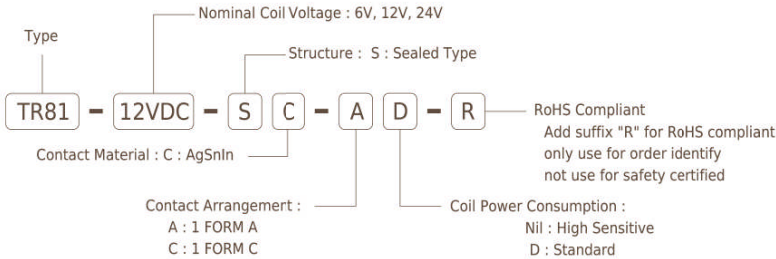 Nominal Coil Voltage : 6V, 12V, 24V
Type
Structure : S : Sealed Type
TR81 - 12VDC - S C - A D - R
RoHS Compliant
Add suffix "R" for RoHS compliant
only use for order identify
not use for safety certified
Contact Material : C : AgSnIn
Contact Arrangement :
A : 1 FORM A
C : 1 FORM C
Coil Power Consumption :
Nil : High Sensitive
D : Standard